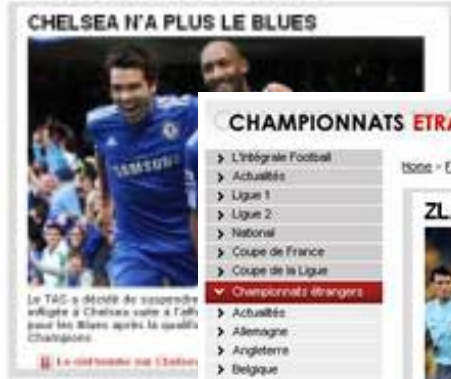 CHELSEA N'A PLUS LE BLUES
SAMSUNG
Le TAS a décidé de suspendre
infligée à Chelsea suite à l'aff
pour les Blues après la qualifi
Champions
CHAMPIONNATS ETRA
L'intégrale Football
Actualités
Ligue 1
Ligue 2
National
Coupe de France
Coupe de la Ligue
Championnats étrangers
Actualités
Allemagne
Angleterre
Belgique
Home > F
ZL